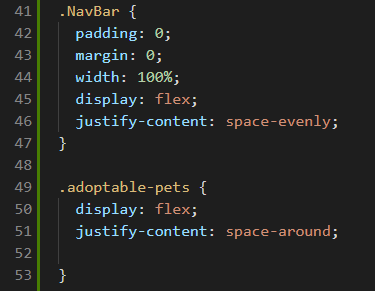 41 .NavBar {
42   padding: 0;
43   margin: 0;
44   width: 100%;
45   display: flex;
46   justify-content: space-evenly;
47 }
48
49 .adoptable-pets {
50   display: flex;
51   justify-content: space-around;
52
53 }